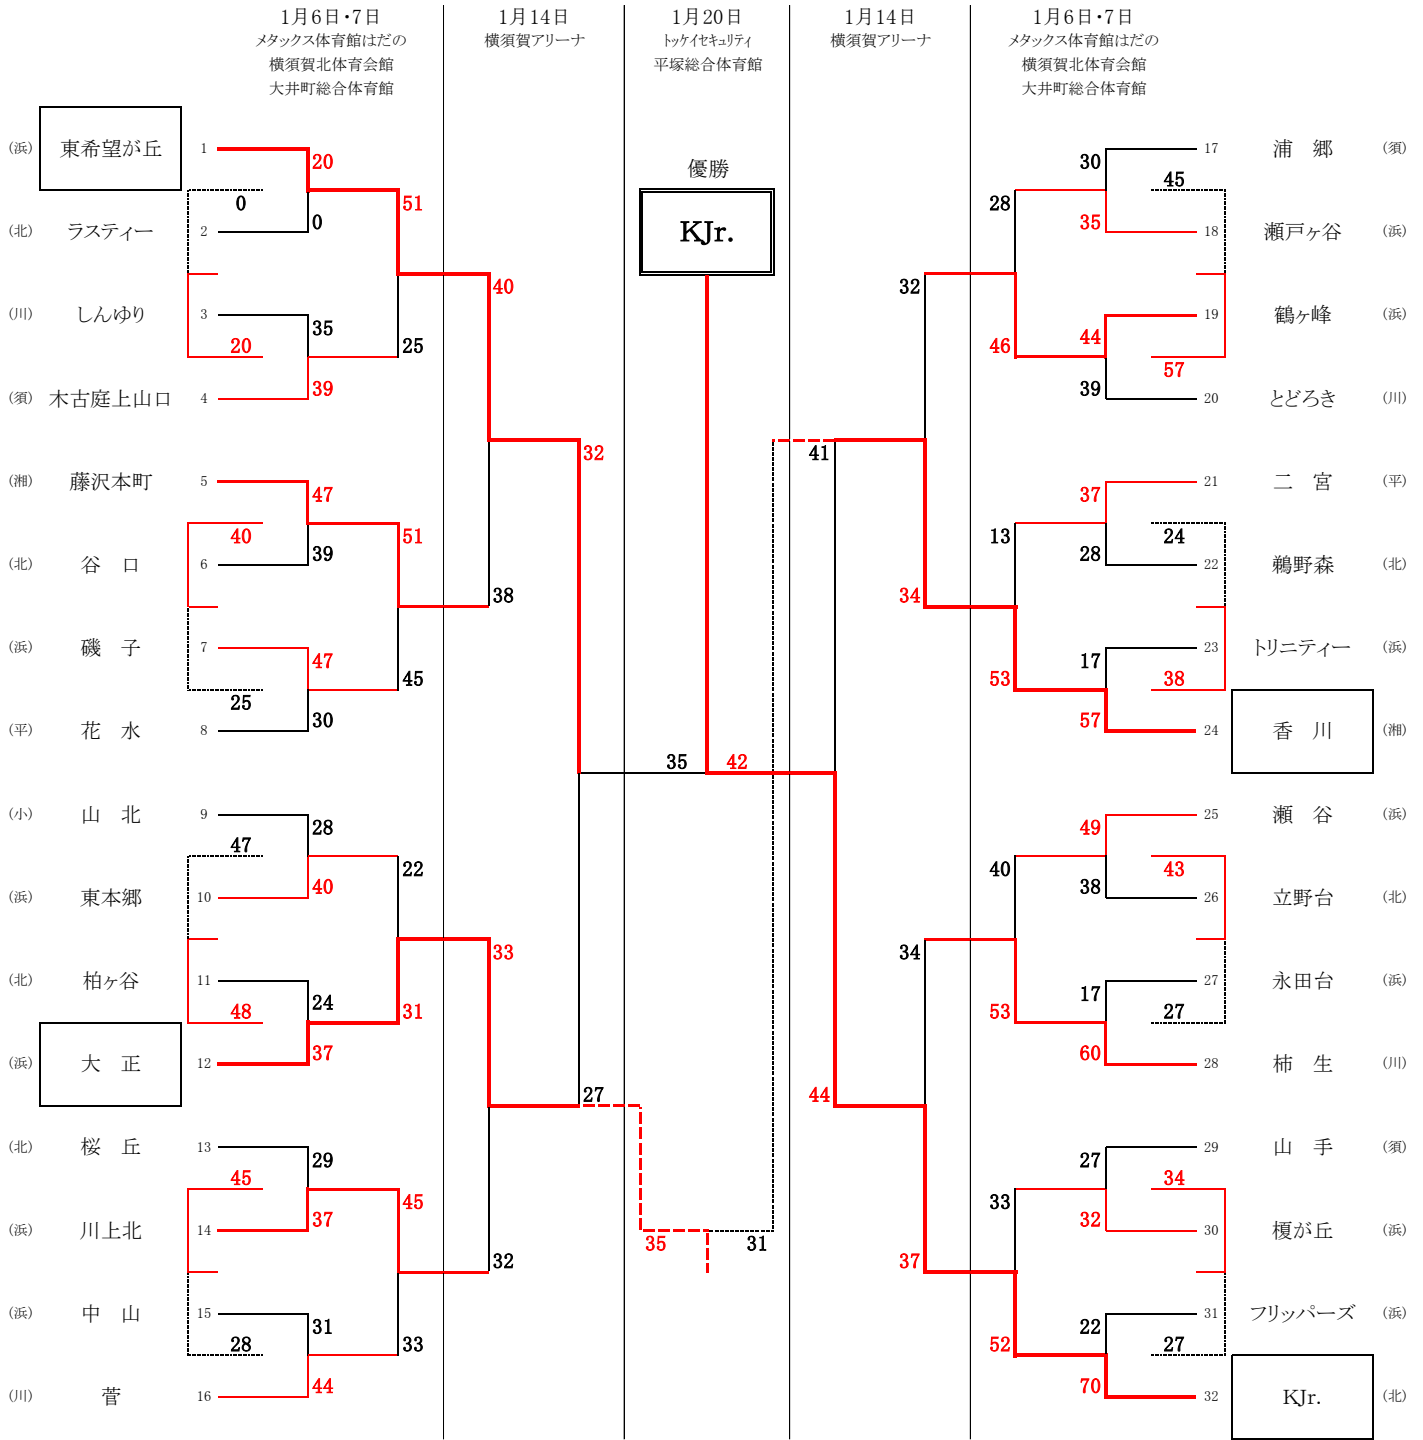 1月6日・7日
メタックス体育館はだの
横須賀北体育会館
大井町総合体育館
1月14日
横須賀アリーナ
1月20日
トッケイセキュリティ
平塚総合体育館
1月14日
横須賀アリーナ
1月6日・7日
メタックス体育館はだの
横須賀北体育会館
大井町総合体育館
優勝
KJr.
(浜) 東希望が丘 1
20
51
0
0
(北) ラスティー 2
40
(川) しんゆり 3
35
20
25
39
(須) 木古庭上山口 4
32
(湘) 藤沢本町 5
47
40
51
39
(北) 谷 口 6
38
(浜) 磯 子 7
47
45
25
30
(平) 花 水 8
35
42
(小) 山 北 9
28
47
22
40
(浜) 東本郷 10
33
(北) 柏ヶ谷 11
24
48
31
37
(浜) 大 正 12
27
(北) 桜 丘 13
29
45
45
37
(浜) 川上北 14
32
(浜) 中 山 15
31
28
33
44
(川) 菅 16
35
31
17 浦 郷 (須)
30
45
28
35
18 瀬戸ヶ谷 (浜)
32
19 鶴ヶ峰 (浜)
44
46
57
39
20 とどろき (川)
41
21 二 宮 (平)
37
24
13
28
22 鵜野森 (北)
34
23 トリニティー (浜)
17
53
38
57
24 香 川 (湘)
25 瀬 谷 (浜)
49
43
40
38
26 立野台 (北)
34
27 永田台 (浜)
17
53
27
60
28 柿 生 (川)
44
29 山 手 (須)
27
34
33
32
30 榎が丘 (浜)
37
31 フリッパーズ (浜)
22
52
27
70
32 KJr. (北)